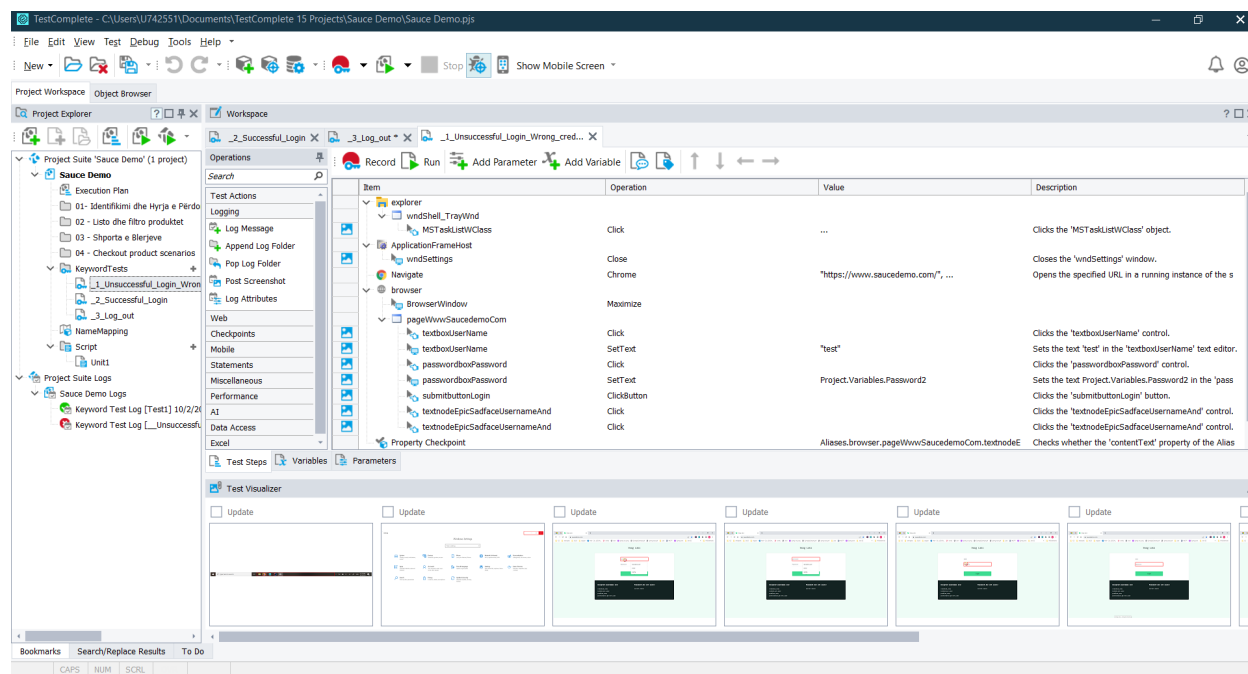 TestComplete - C:\Users\U742551\Documents\TestComplete 15 Projects\Sauce Demo\Sauce Demo.pjs
File Edit View Test Debug Tools Help
New Stop Show Mobile Screen
Project Workspace Object Browser
Project Explorer
Project Suite 'Sauce Demo' (1 project)
Sauce Demo
Execution Plan
01- Identifikimi dhe Hyrja e Përdo
02 - Listo dhe filtro produktet
03 - Shporta e Blerjeve
04 - Checkout product scenarios
KeywordTests
_1_Unsuccessful_Login_Wron
_2_Successful_Login
_3_Log_out
NameMapping
Script
Unit1
Project Suite Logs
Sauce Demo Logs
Keyword Test Log [Test1] 10/2/20
Keyword Test Log [__Unsuccessfu
Workspace
_2_Successful_Login _3_Log_out * _1_Unsuccessful_Login_Wrong_cred...
Operations
Search
Test Actions
Logging
Log Message
Append Log Folder
Pop Log Folder
Post Screenshot
Log Attributes
Web
Checkpoints
Mobile
Statements
Miscellaneous
Performance
AI
Data Access
Excel
Record Run Add Parameter Add Variable
Item Operation Value Description
explorer
wndShell_TrayWnd
MSTaskListWClass Click ... Clicks the 'MSTaskListWClass' object.
ApplicationFrameHost
wndSettings Close Closes the 'wndSettings' window.
Navigate Chrome "https://www.saucedemo.com/", ... Opens the specified URL in a running instance of the s
browser
BrowserWindow Maximize
pageWwwSaucedemoCom
textboxUserName Click Clicks the 'textboxUserName' control.
textboxUserName SetText "test" Sets the text 'test' in the 'textboxUserName' text editor.
passwordboxPassword Click Clicks the 'passwordboxPassword' control.
passwordboxPassword SetText Project.Variables.Password2 Sets the text Project.Variables.Password2 in the 'pass
submitbuttonLogin ClickButton Clicks the 'submitbuttonLogin' button.
textnodeEpicSadfaceUsernameAnd Click Clicks the 'textnodeEpicSadfaceUsernameAnd' control.
textnodeEpicSadfaceUsernameAnd Click Clicks the 'textnodeEpicSadfaceUsernameAnd' control.
Property Checkpoint Aliases.browser.pageWwwSaucedemoCom.textnodeE Checks whether the 'contentText' property of the Alias
Test Steps Variables Parameters
Test Visualizer
Update Update Update Update Update Update
Bookmarks Search/Replace Results To Do
CAPS NUM SCRL